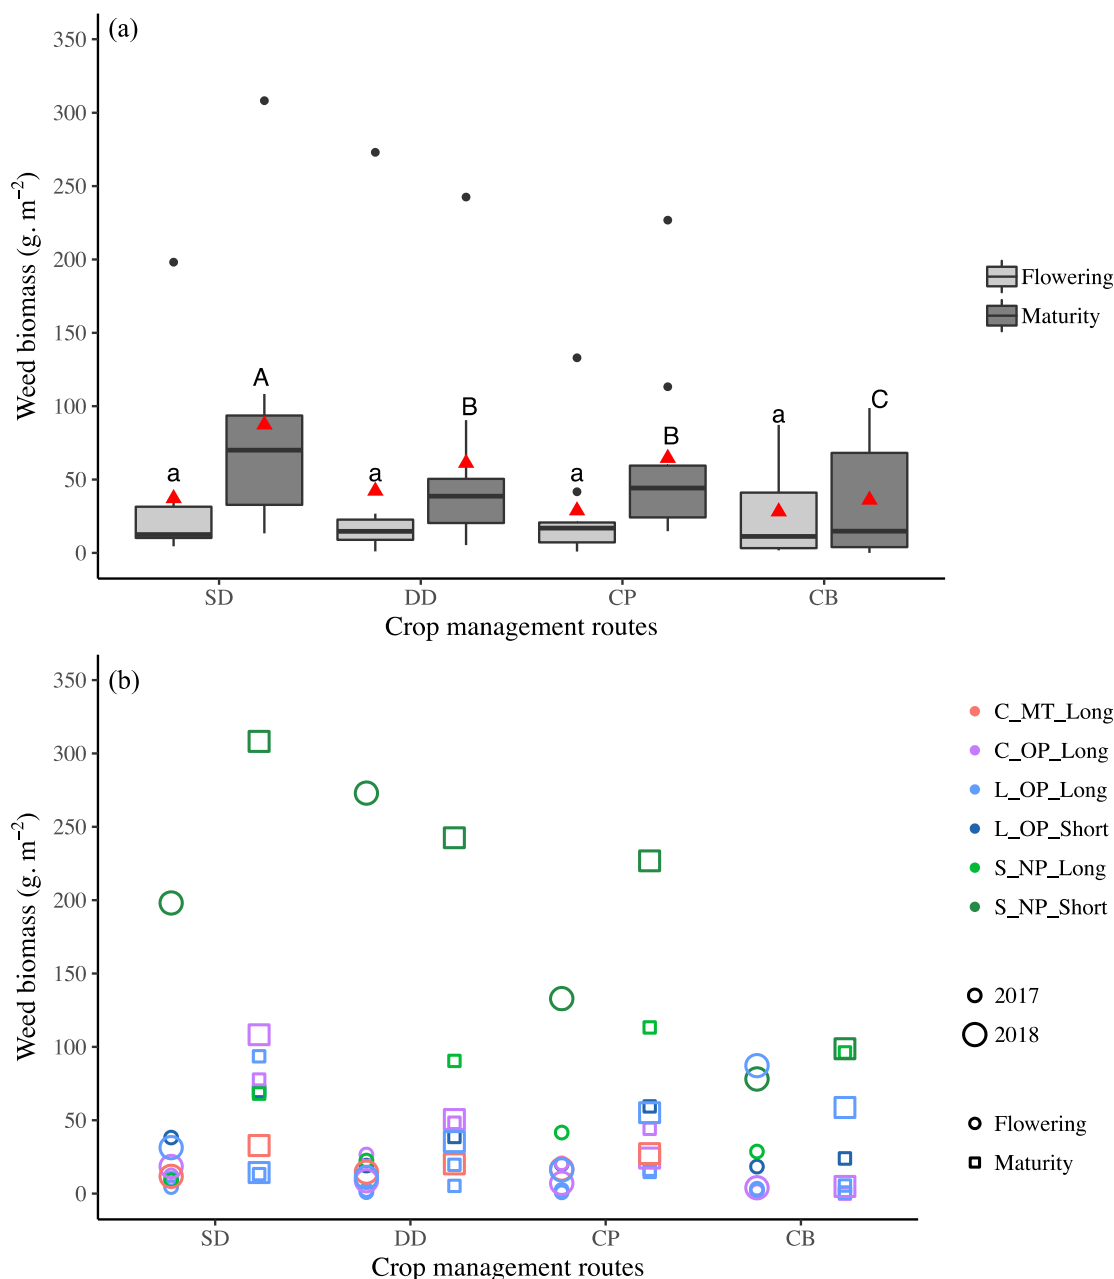 (a)
350
300
250
200
150
100
50
0
Weed biomass (g. m−2)
a
A
a
B
a
B
a
C
SD
DD
CP
CB
Crop management routes
Flowering
Maturity
(b)
350
300
250
200
150
100
50
0
Weed biomass (g. m−2)
SD
DD
CP
CB
Crop management routes
C_MT_Long
C_OP_Long
L_OP_Long
L_OP_Short
S_NP_Long
S_NP_Short
2017
2018
Flowering
Maturity